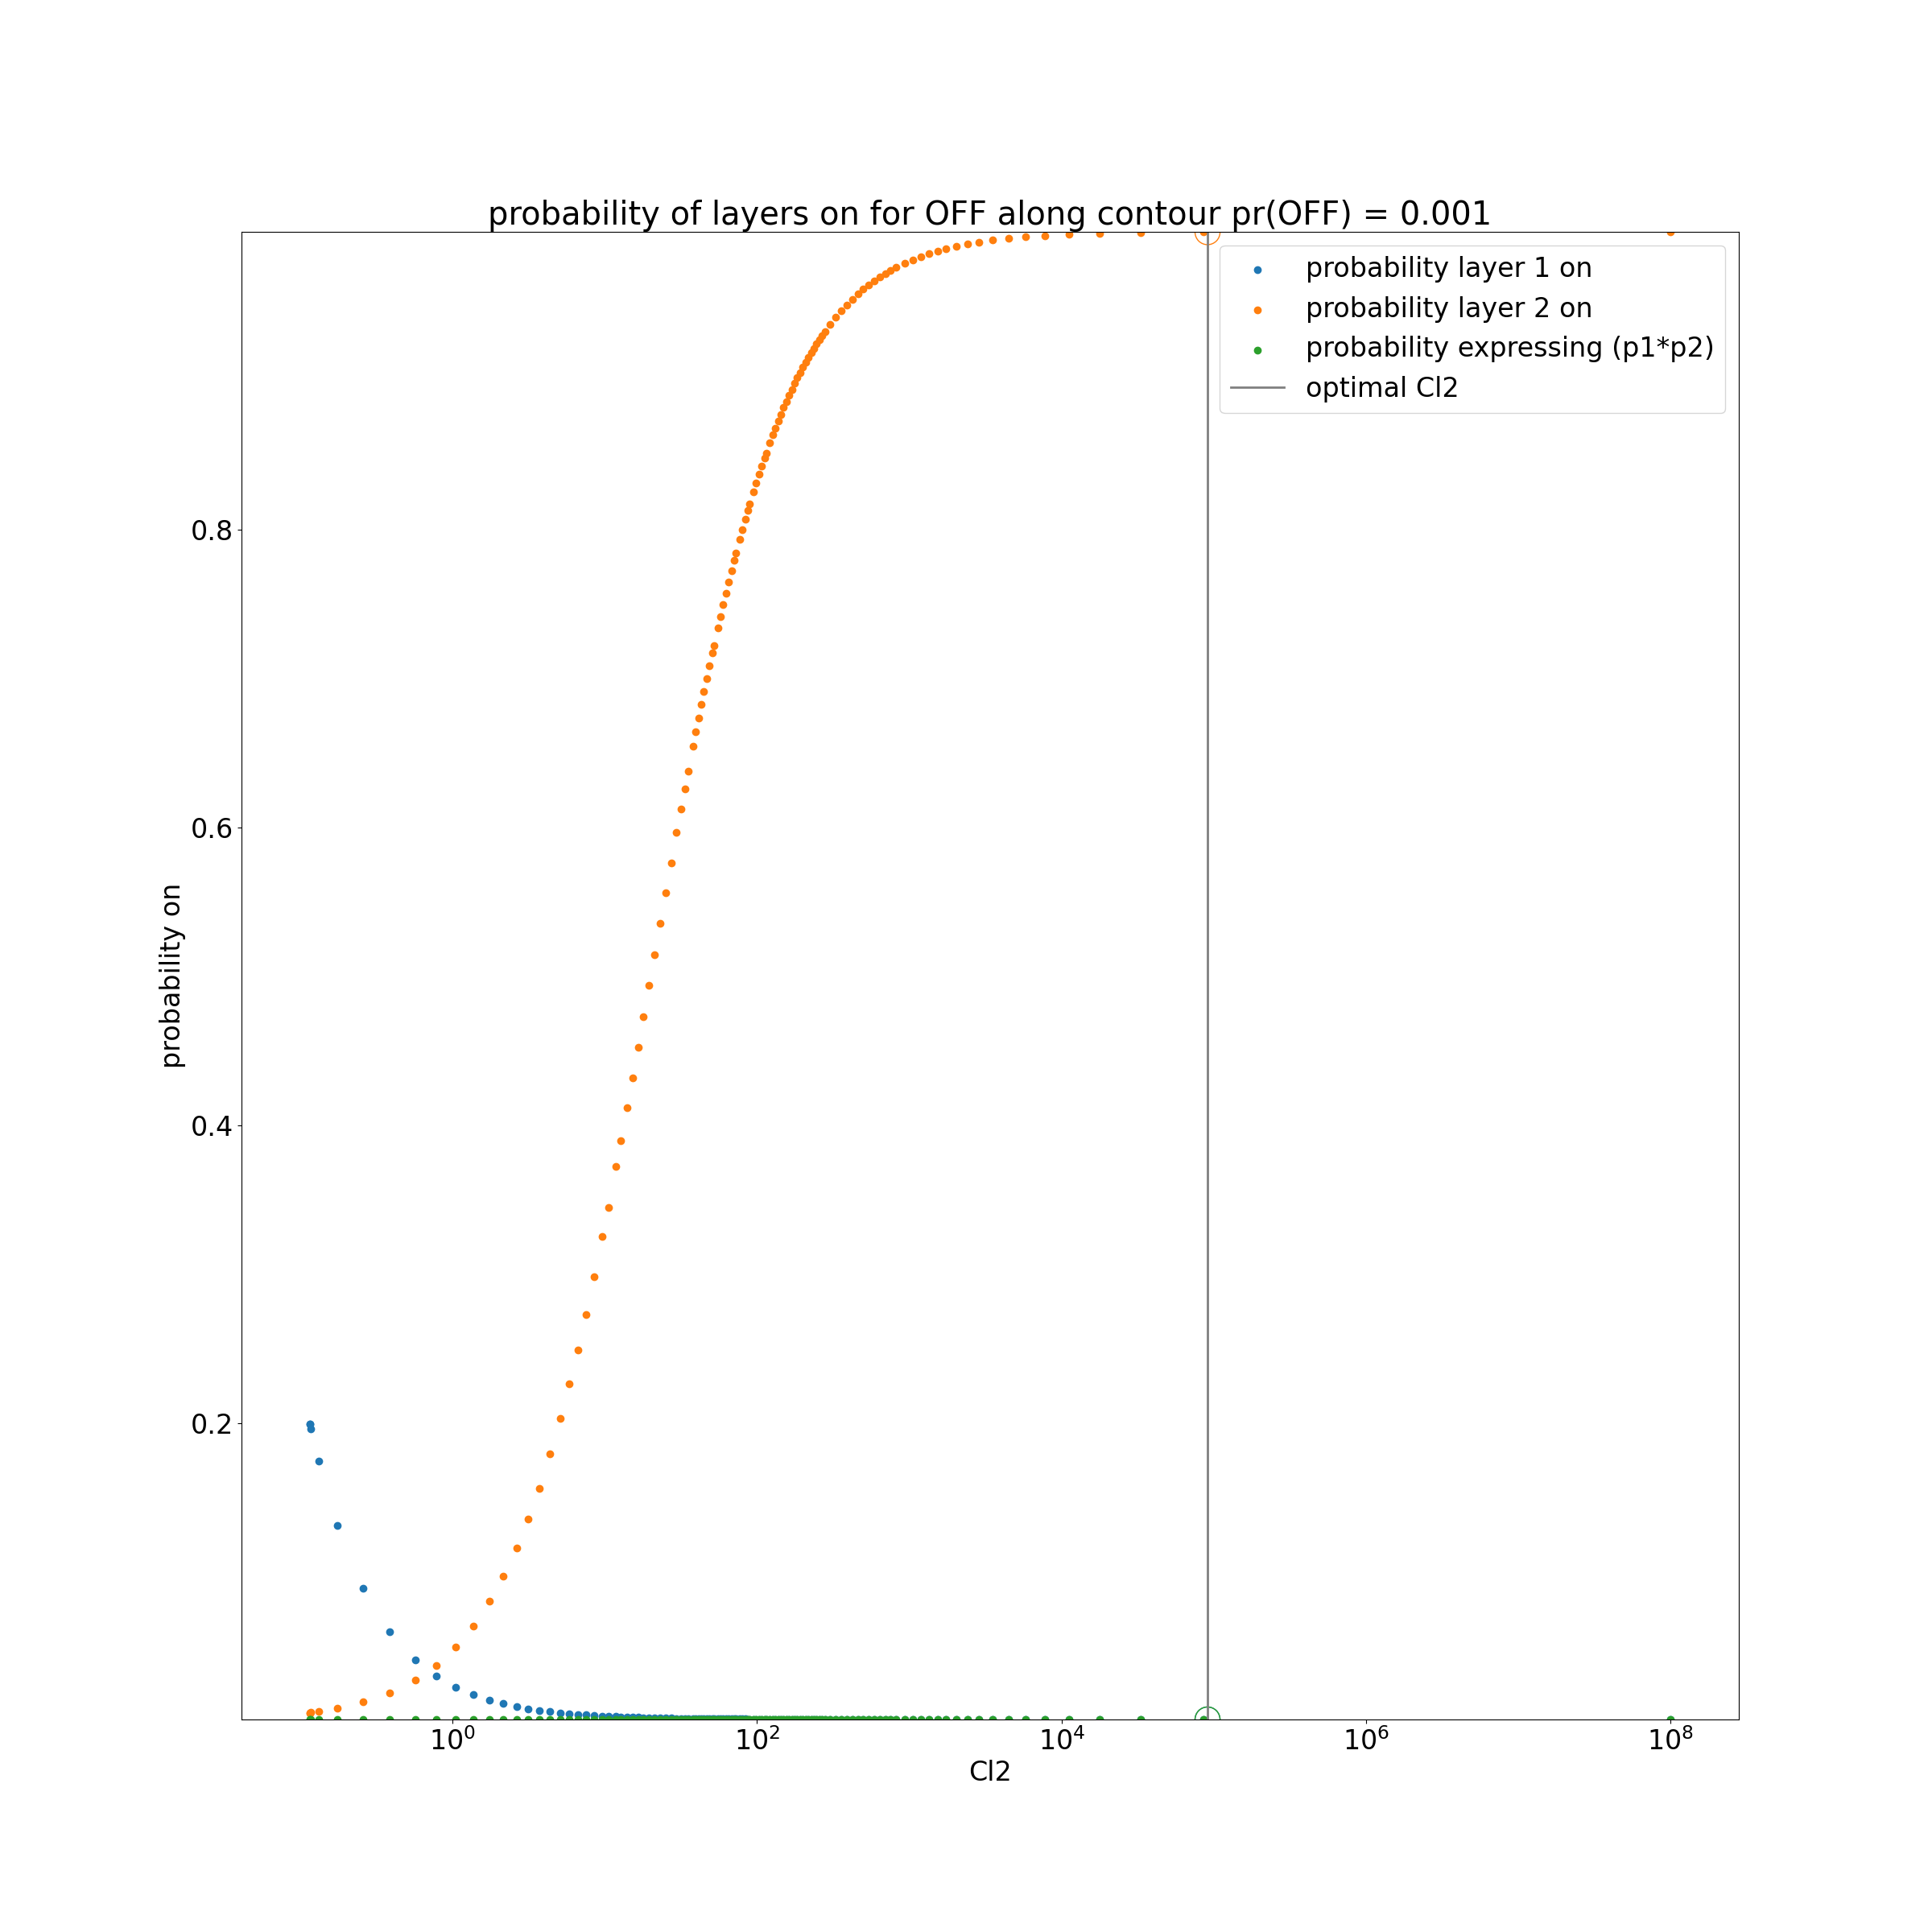 probability of layers on for OFF along contour pr(OFF) = 0.001
probability layer 1 on
probability layer 2 on
probability expressing (p1*p2)
optimal Cl2
0.8
0.6
0.4
0.2
probability on
10^0 10^2 10^4 10^6 10^8
Cl2